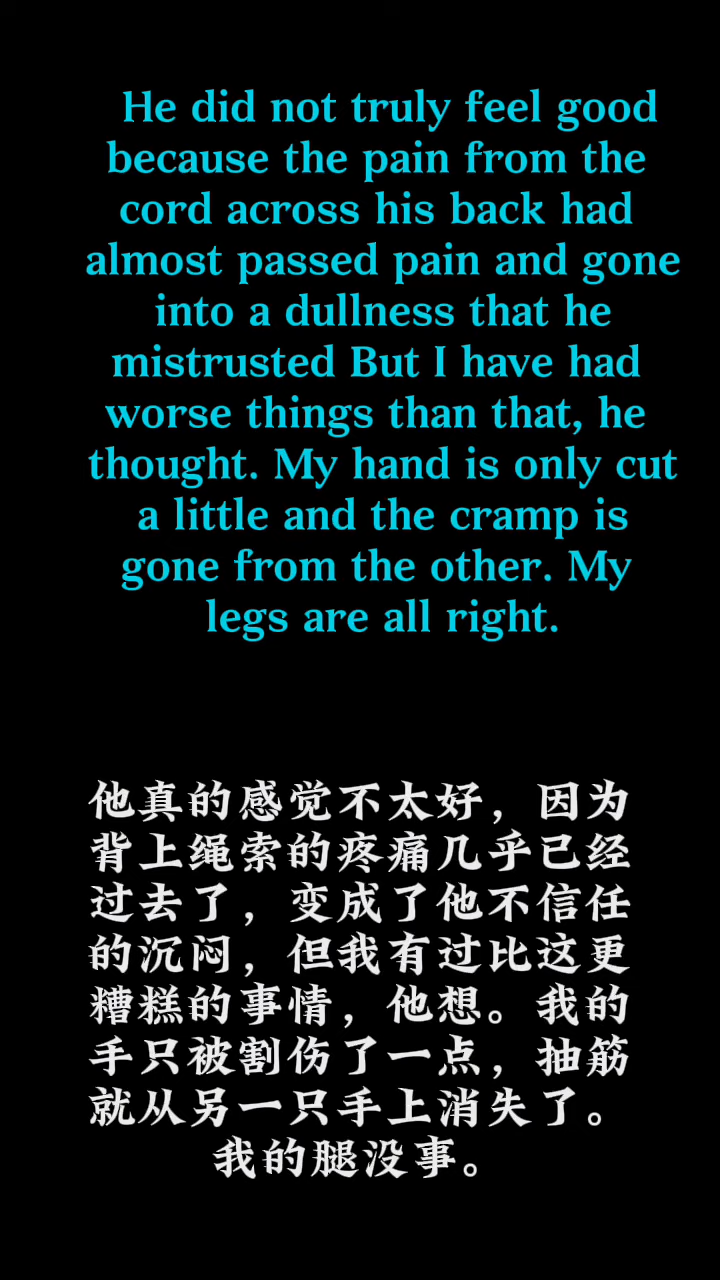 He did not truly feel good
because the pain from the
cord across his back had
almost passed pain and gone
into a dullness that he
mistrusted But I have had
worse things than that, he
thought. My hand is only cut
a little and the cramp is
gone from the other. My
legs are all right.
他真的感觉不太好，因为
背上绳索的疼痛几乎已经
过去了，变成了他不信任
的沉闷，但我有过比这更
糟糕的事情，他想。我的
手只被割伤了一点，抽筋
就从另一只手上消失了。
我的腿没事。